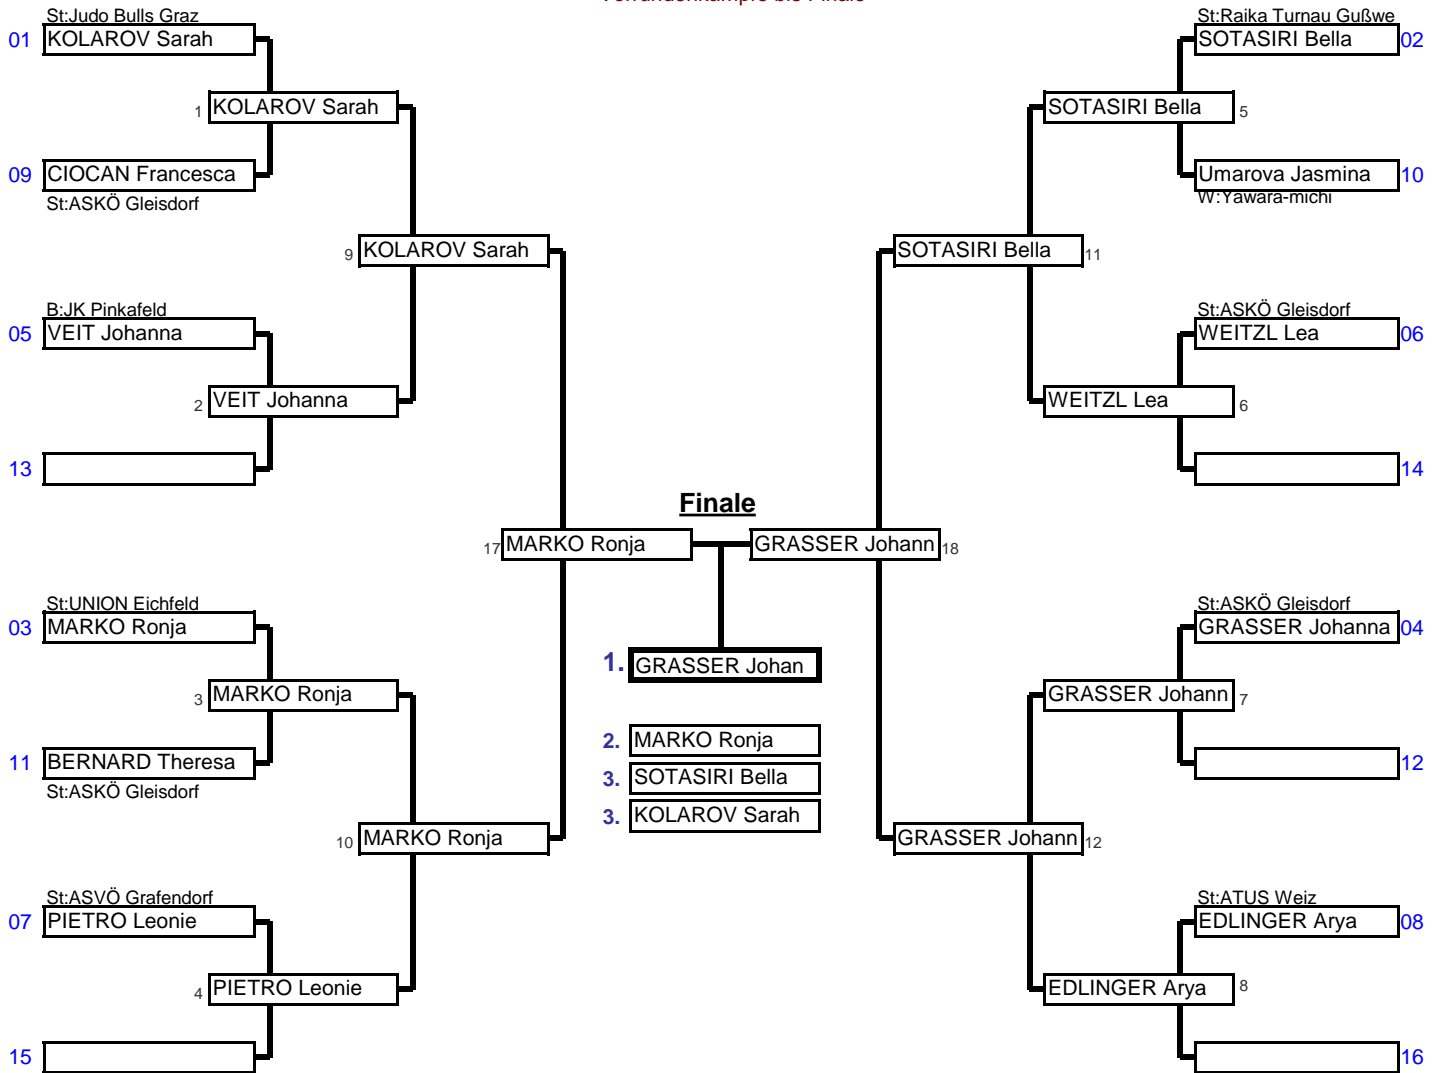 Vorrundenkämpfe bis Finale
St:Judo Bulls Graz
01 KOLAROV Sarah
1 KOLAROV Sarah
09 CIOCAN Francesca
St:ASKÖ Gleisdorf
9 KOLAROV Sarah
B:JK Pinkafeld
05 VEIT Johanna
2 VEIT Johanna
13
17 MARKO Ronja
St:UNION Eichfeld
03 MARKO Ronja
3 MARKO Ronja
11 BERNARD Theresa
St:ASKÖ Gleisdorf
10 MARKO Ronja
St:ASVÖ Grafendorf
07 PIETRO Leonie
4 PIETRO Leonie
15
Finale
1. GRASSER Johan
2. MARKO Ronja
3. SOTASIRI Bella
3. KOLAROV Sarah
St:Raika Turnau Gußwe
SOTASIRI Bella 02
SOTASIRI Bella 5
Umarova Jasmina 10
W:Yawara-michi
SOTASIRI Bella 11
St:ASKÖ Gleisdorf
WEITZL Lea 06
WEITZL Lea 6
14
GRASSER Johann 18
St:ASKÖ Gleisdorf
GRASSER Johanna 04
GRASSER Johann 7
12
GRASSER Johann 12
St:ATUS Weiz
EDLINGER Arya 08
EDLINGER Arya 8
16